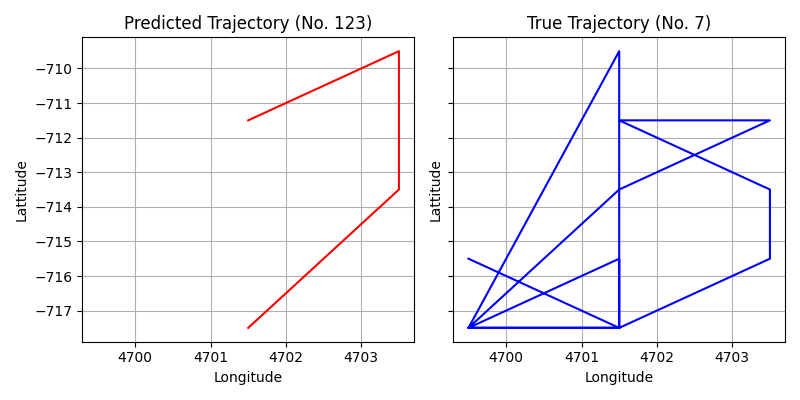 Predicted Trajectory (No. 123)
True Trajectory (No. 7)
−710
−711
−712
−713
−714
−715
−716
−717
Lattitude
Lattitude
4700
4701
4702
4703
4700
4701
4702
4703
Longitude
Longitude